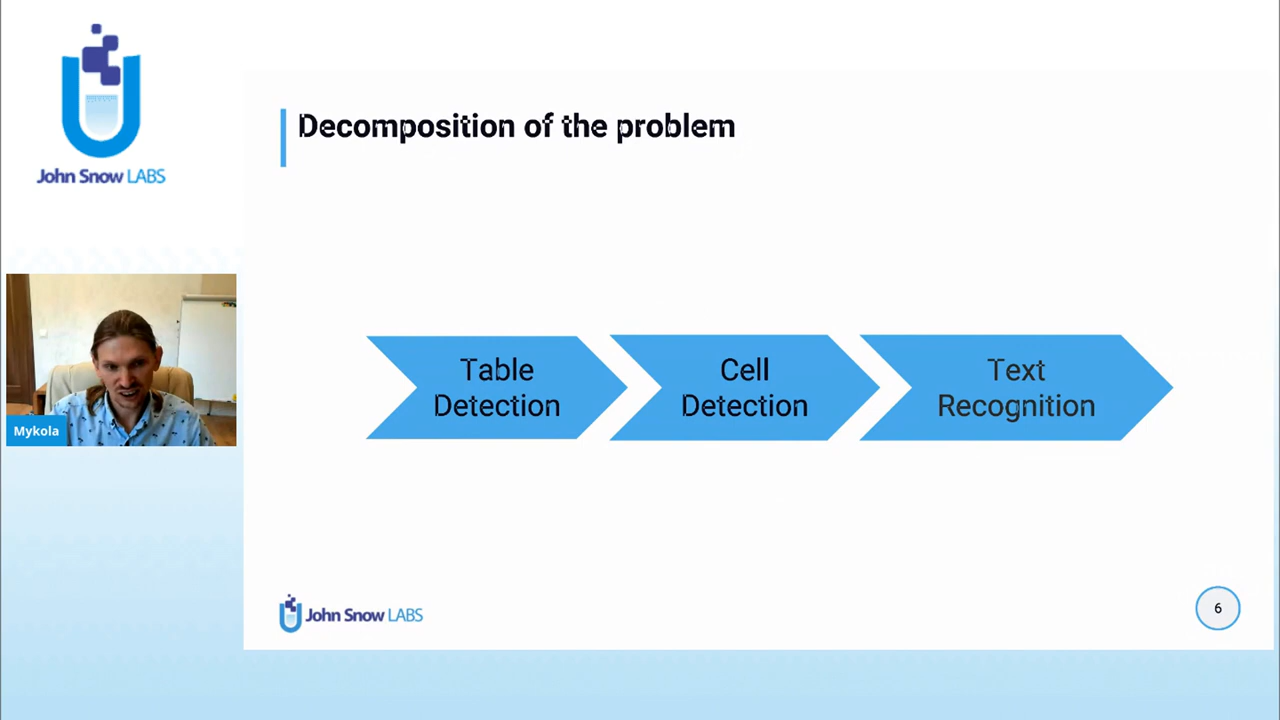 John Snow LABS
Decomposition of the problem
Mykola
Table
Detection
Cell
Detection
Text
Recognition
John Snow LABS
6